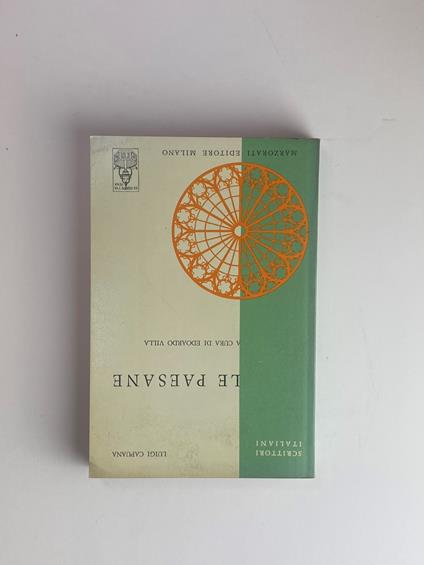 SCRITTORI
ITALIANI
LUIGI CAPUANA
LE PAESANE
A CURA DI EDOARDO VILLA
MARZORATI EDITORE MILANO